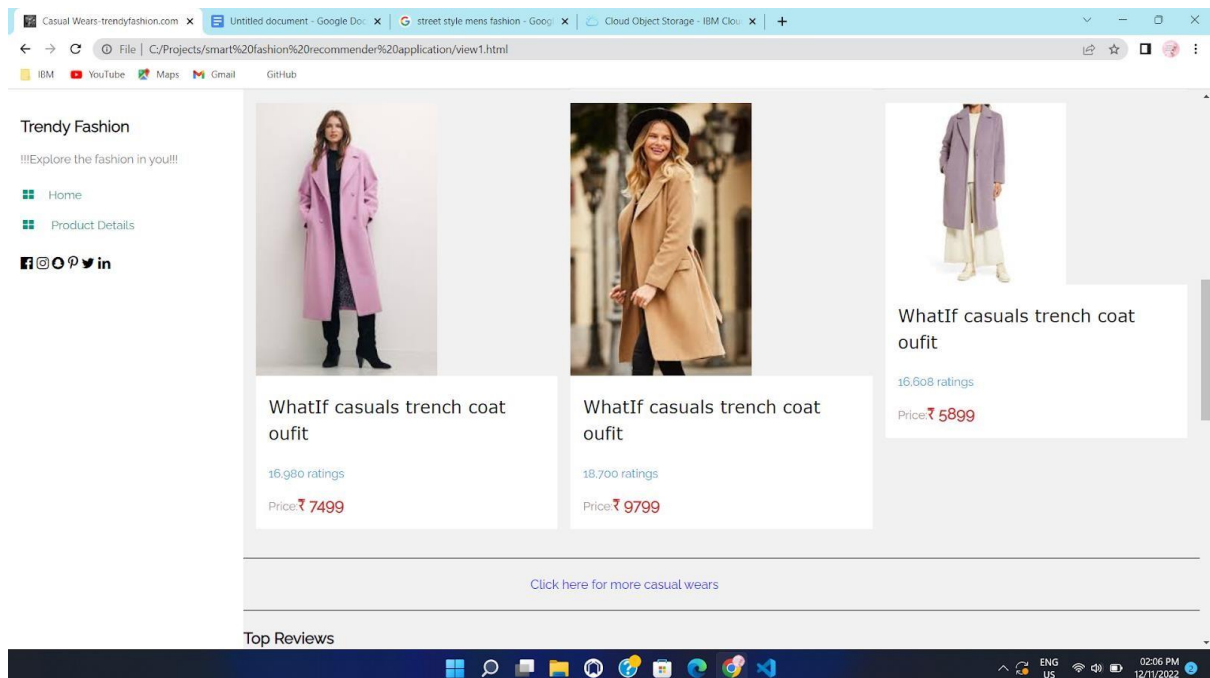 Casual Wears-trendyfashion.com
Untitled document - Google Doc
street style mens fashion - Goog
Cloud Object Storage - IBM Clou
File | C:/Projects/smart%20fashion%20recommender%20application/view1.html
IBM YouTube Maps Gmail GitHub
Trendy Fashion
!!!Explore the fashion in you!!!
Home
Product Details
WhatIf casuals trench coat
oufit
16,980 ratings
Price:₹ 7499
WhatIf casuals trench coat
oufit
18,700 ratings
Price:₹ 9799
WhatIf casuals trench coat
oufit
16,608 ratings
Price:₹ 5899
Click here for more casual wears
Top Reviews
ENG
US
02:06 PM
12/11/2022
2